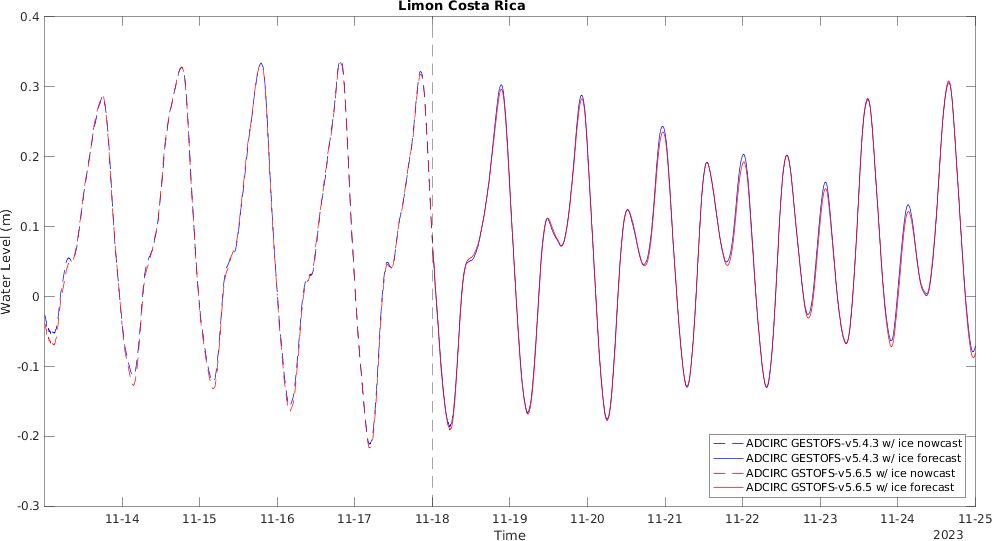 Limon Costa Rica
0.4
0.3
0.2
0.1
0
-0.1
-0.2
-0.3
Water Level (m)
11-14 11-15 11-16 11-17 11-18 11-19 11-20 11-21 11-22 11-23 11-24 11-25
Time
2023
ADCIRC GESTOFS-v5.4.3 w/ ice nowcast
ADCIRC GESTOFS-v5.4.3 w/ ice forecast
ADCIRC GSTOFS-v5.6.5 w/ ice nowcast
ADCIRC GSTOFS-v5.6.5 w/ ice forecast